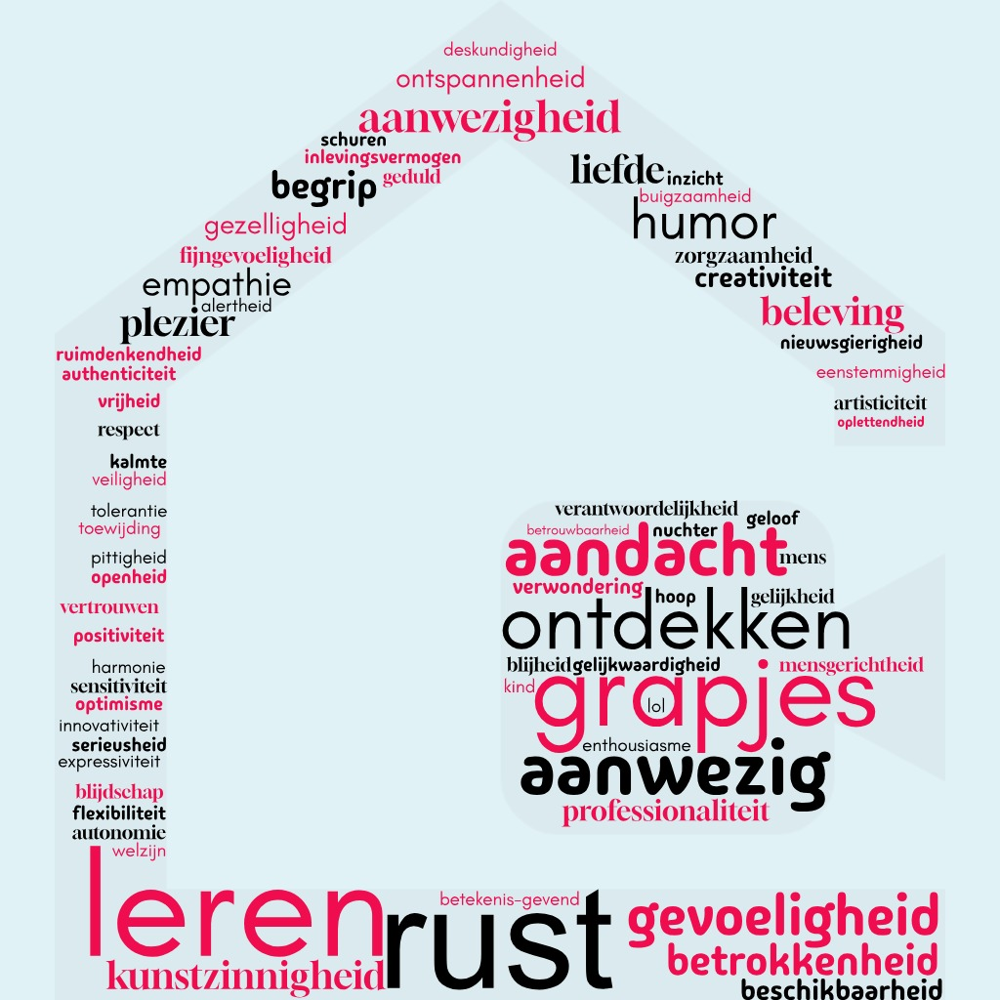 deskundigheid
ontspannenheid
aanwezigheid
schuren
inlevingsvermogen
begrip
geduld
liefde
inzicht
buigzaamheid
humor
gezelligheid
fijngevoeligheid
zorgzaamheid
empathie
creativiteit
alertheid
plezier
beleving
nieuwsgierigheid
ruimdenkendheid
authenticiteit
eenstemmigheid
vrijheid
artisticiteit
respect
oplettendheid
kalmte
veiligheid
tolerantie
toewijding
pittigheid
openheid
vertrouwen
positiviteit
harmonie
sensitiviteit
optimisme
innovativiteit
serieusheid
expressiviteit
blijdschap
flexibiliteit
autonomie
welzijn
verantwoordelijkheid
geloof
betrouwbaarheid
nuchter
aandacht
mens
verwondering
hoop
gelijkheid
ontdekken
blijheid
gelijkwaardigheid
mensgerichtheid
kind
grapjes
lol
enthousiasme
aanwezig
professionaliteit
leren
betekenis-gevend
rust
gevoeligheid
kunstzinnigheid
betrokkenheid
beschikbaarheid